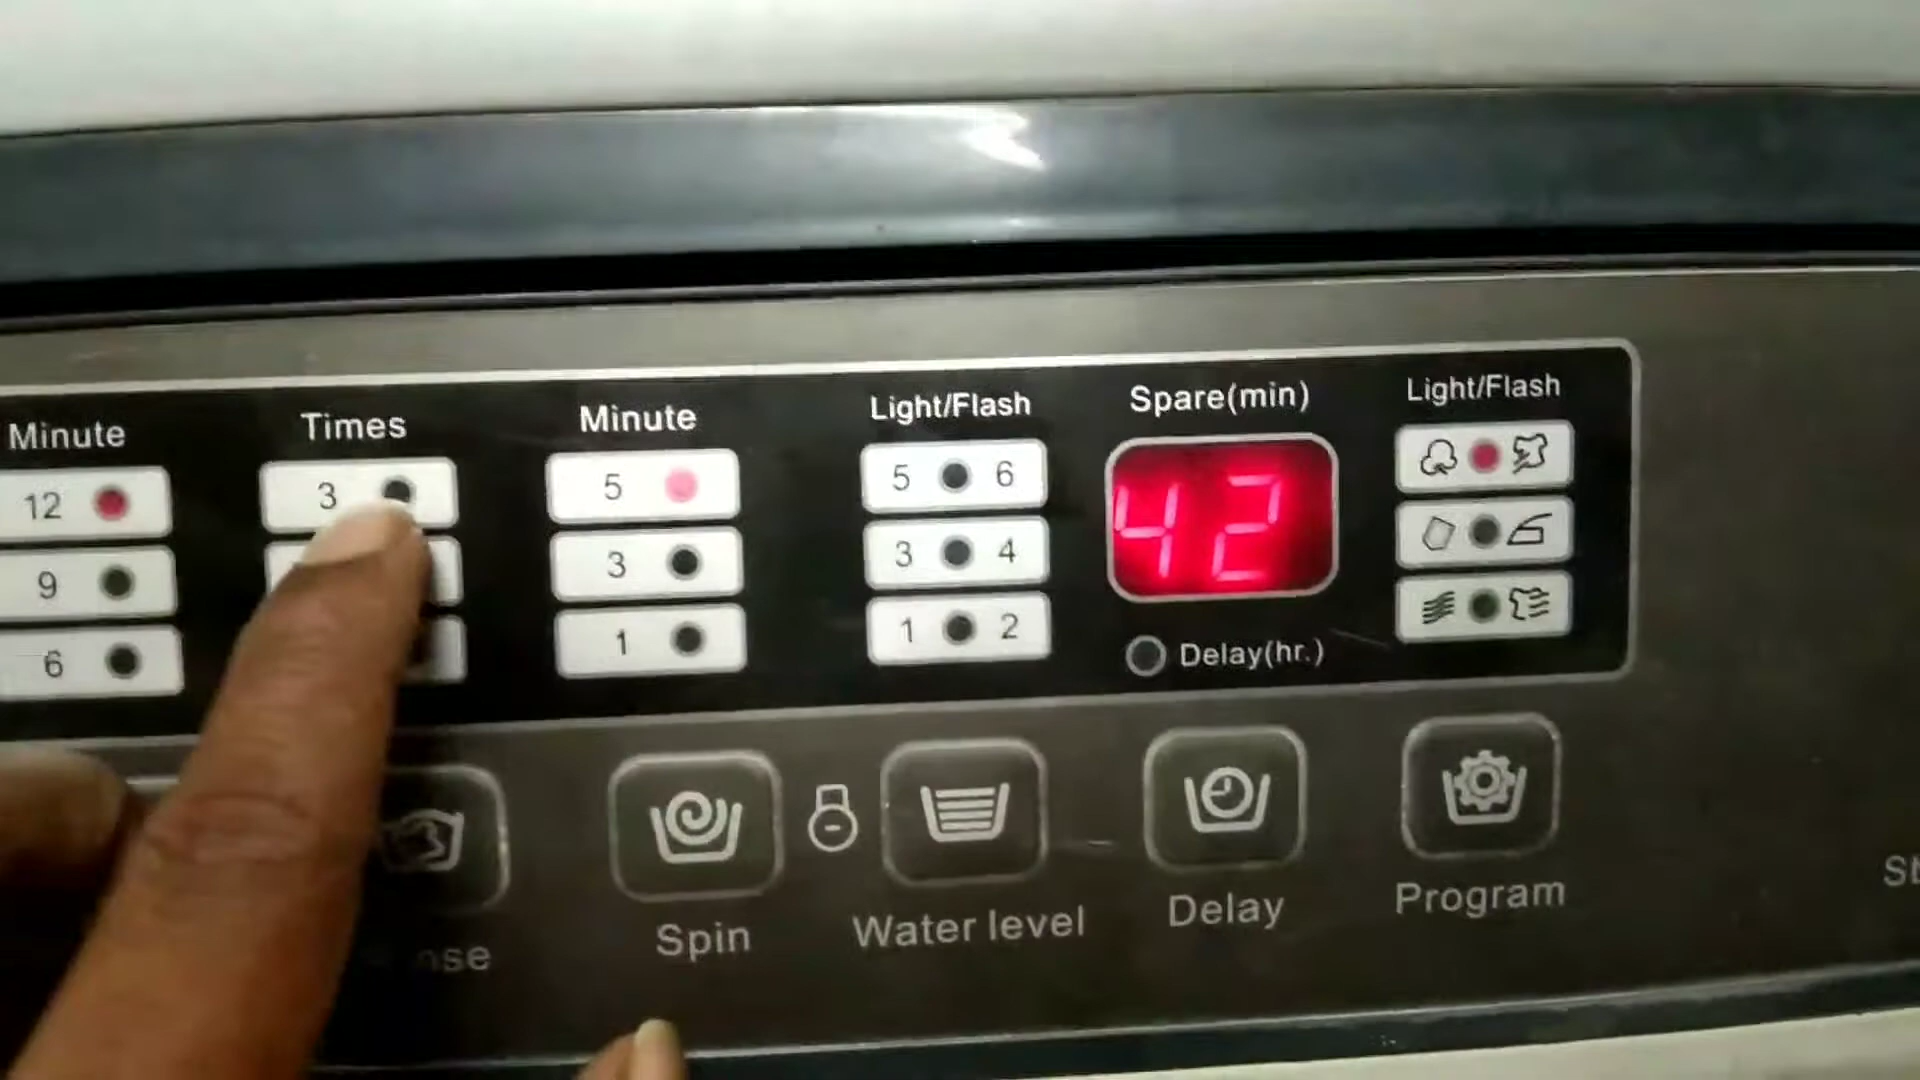 Minute
12
9
6
Times
3
Minute
5
3
1
Light/Flash
5 6
3 4
1 2
Spare(min)
42
Delay(hr.)
Light/Flash
Spin
Water level
Delay
Program